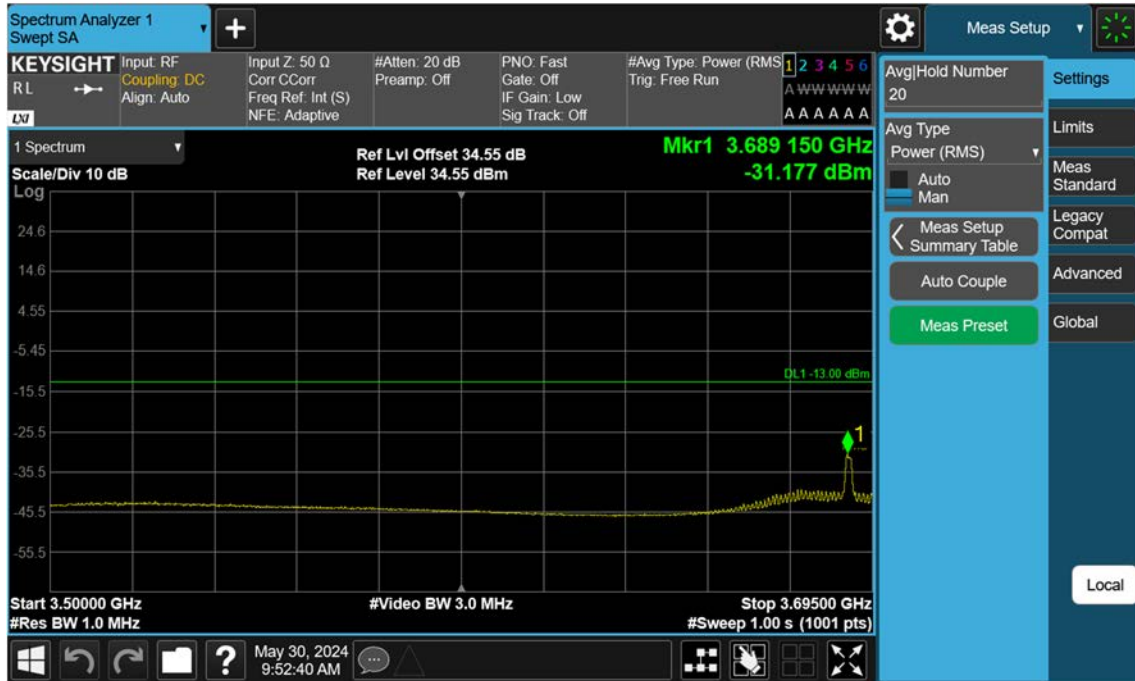 Spectrum Analyzer 1
Swept SA
Meas Setup
KEYSIGHT
R L
LXI
Input: RF
Coupling: DC
Align: Auto
Input Z: 50 Ω
Corr CCorr
Freq Ref: Int (S)
NFE: Adaptive
#Atten: 20 dB
Preamp: Off
PNO: Fast
Gate: Off
IF Gain: Low
Sig Track: Off
#Avg Type: Power (RMS
Trig: Free Run
1 2 3 4 5 6
A W W W W W
A A A A A A
1 Spectrum
Scale/Div 10 dB
Log
Ref Lvl Offset 34.55 dB
Ref Level 34.55 dBm
Mkr1 3.689 150 GHz
-31.177 dBm
24.6
14.6
4.55
-5.45
DL1 -13.00 dBm
-15.5
-25.5
1
-35.5
-45.5
-55.5
Start 3.50000 GHz
#Res BW 1.0 MHz
#Video BW 3.0 MHz
Stop 3.69500 GHz
#Sweep 1.00 s (1001 pts)
Avg|Hold Number
20
Avg Type
Power (RMS)
Auto
Man
Meas Setup
Summary Table
Auto Couple
Meas Preset
Settings
Limits
Meas
Standard
Legacy
Compat
Advanced
Global
Local
?
May 30, 2024
9:52:40 AM